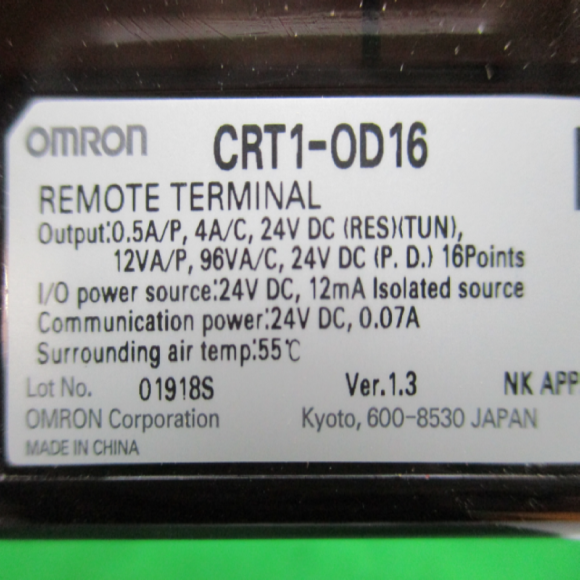 OMRON CRT1-OD16
REMOTE TERMINAL
Output:0.5A/P, 4A/C, 24V DC (RES)(TUN),
12VA/P, 96VA/C, 24V DC (P. D.) 16Points
I/O power source:24V DC, 12mA Isolated source
Communication power:24V DC, 0.07A
Surrounding air temp:55℃
Lot No. 01918S Ver.1.3 NK APP
OMRON Corporation Kyoto, 600-8530 JAPAN
MADE IN CHINA